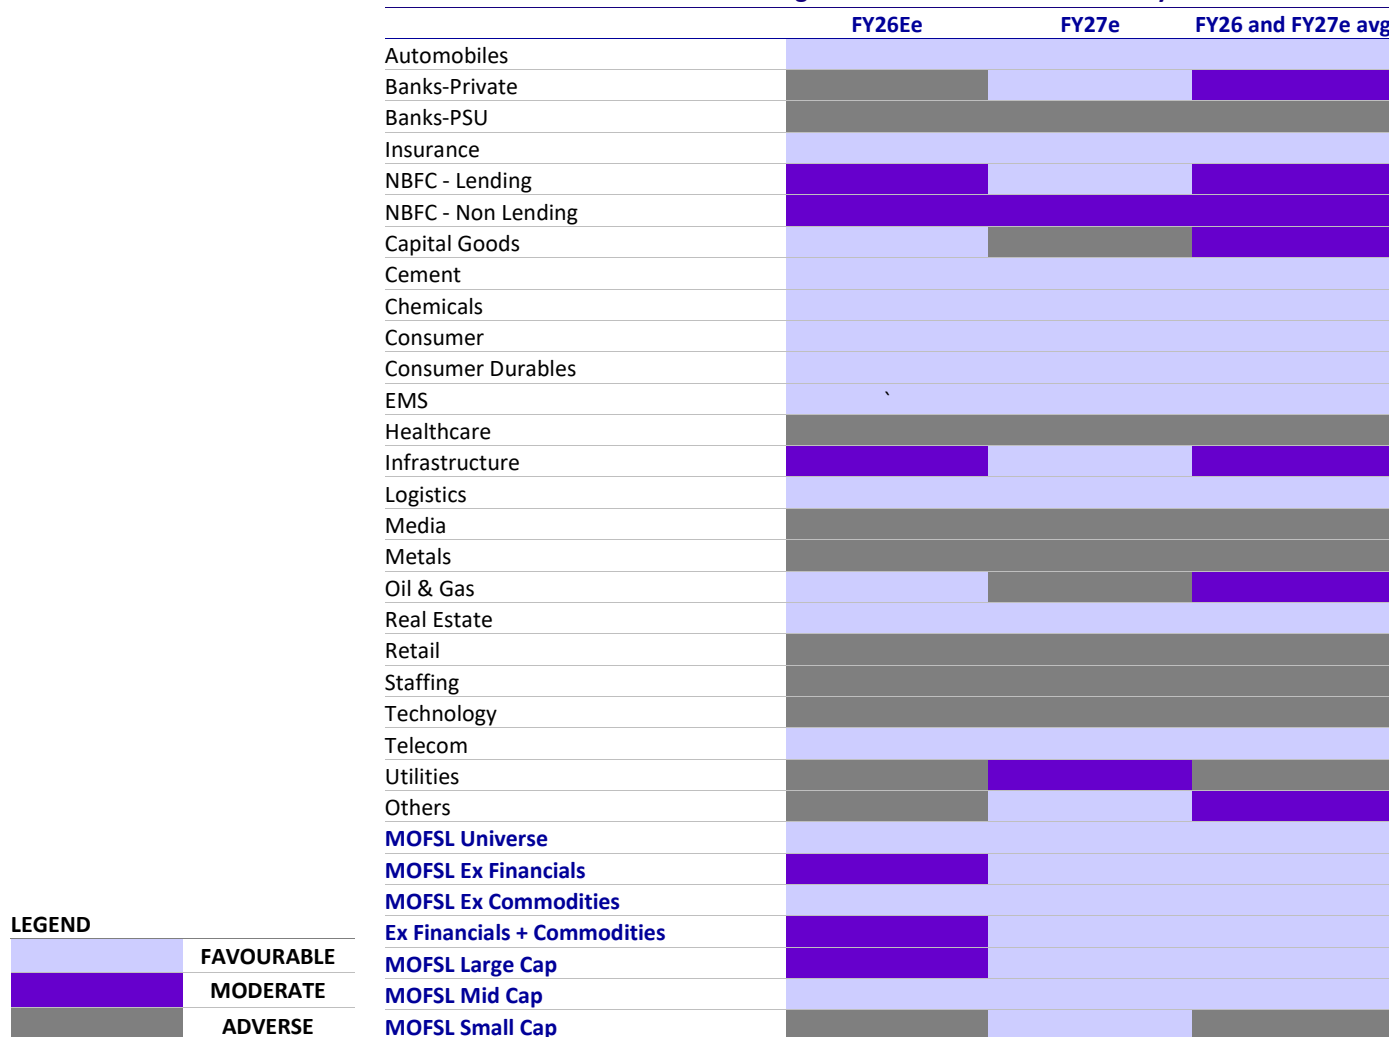 FY26Ee FY27e FY26 and FY27e avg
Automobiles
Banks-Private
Banks-PSU
Insurance
NBFC - Lending
NBFC - Non Lending
Capital Goods
Cement
Chemicals
Consumer
Consumer Durables
EMS `
Healthcare
Infrastructure
Logistics
Media
Metals
Oil & Gas
Real Estate
Retail
Staffing
Technology
Telecom
Utilities
Others
MOFSL Universe
MOFSL Ex Financials
MOFSL Ex Commodities
Ex Financials + Commodities
MOFSL Large Cap
MOFSL Mid Cap
MOFSL Small Cap
LEGEND
FAVOURABLE
MODERATE
ADVERSE